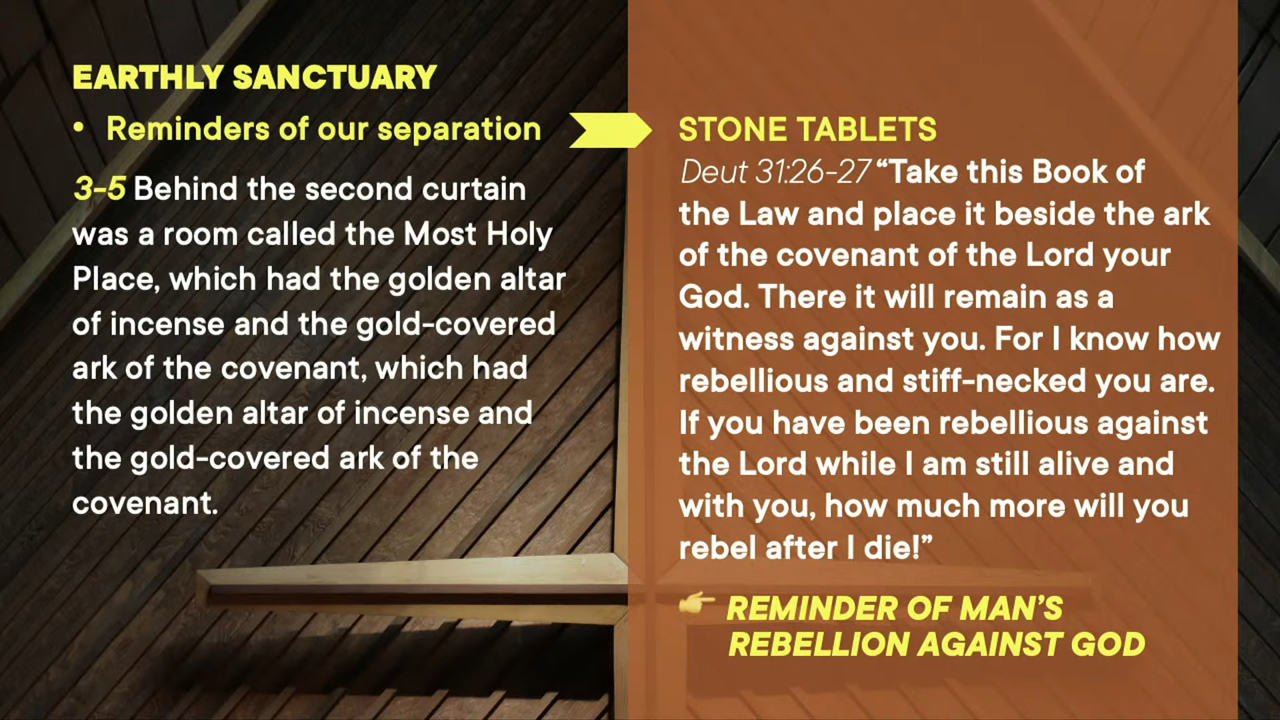 EARTHLY SANCTUARY
• Reminders of our separation
3-5 Behind the second curtain
was a room called the Most Holy
Place, which had the golden altar
of incense and the gold-covered
ark of the covenant, which had
the golden altar of incense and
the gold-covered ark of the
covenant.
STONE TABLETS
Deut 31:26-27 “Take this Book of
the Law and place it beside the ark
of the covenant of the Lord your
God. There it will remain as a
witness against you. For I know how
rebellious and stiff-necked you are.
If you have been rebellious against
the Lord while I am still alive and
with you, how much more will you
rebel after I die!”
👉 REMINDER OF MAN’S
REBELLION AGAINST GOD